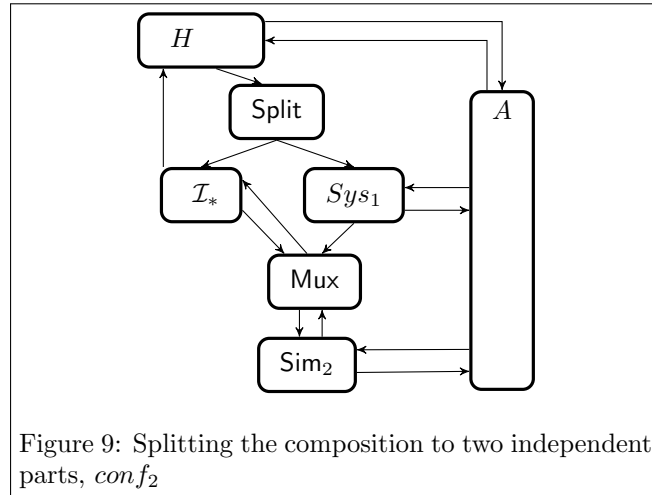 H
A
Split
𝓘∗
Sys₁
Mux
Sim₂
Figure 9: Splitting the composition to two independent
parts, conf₂